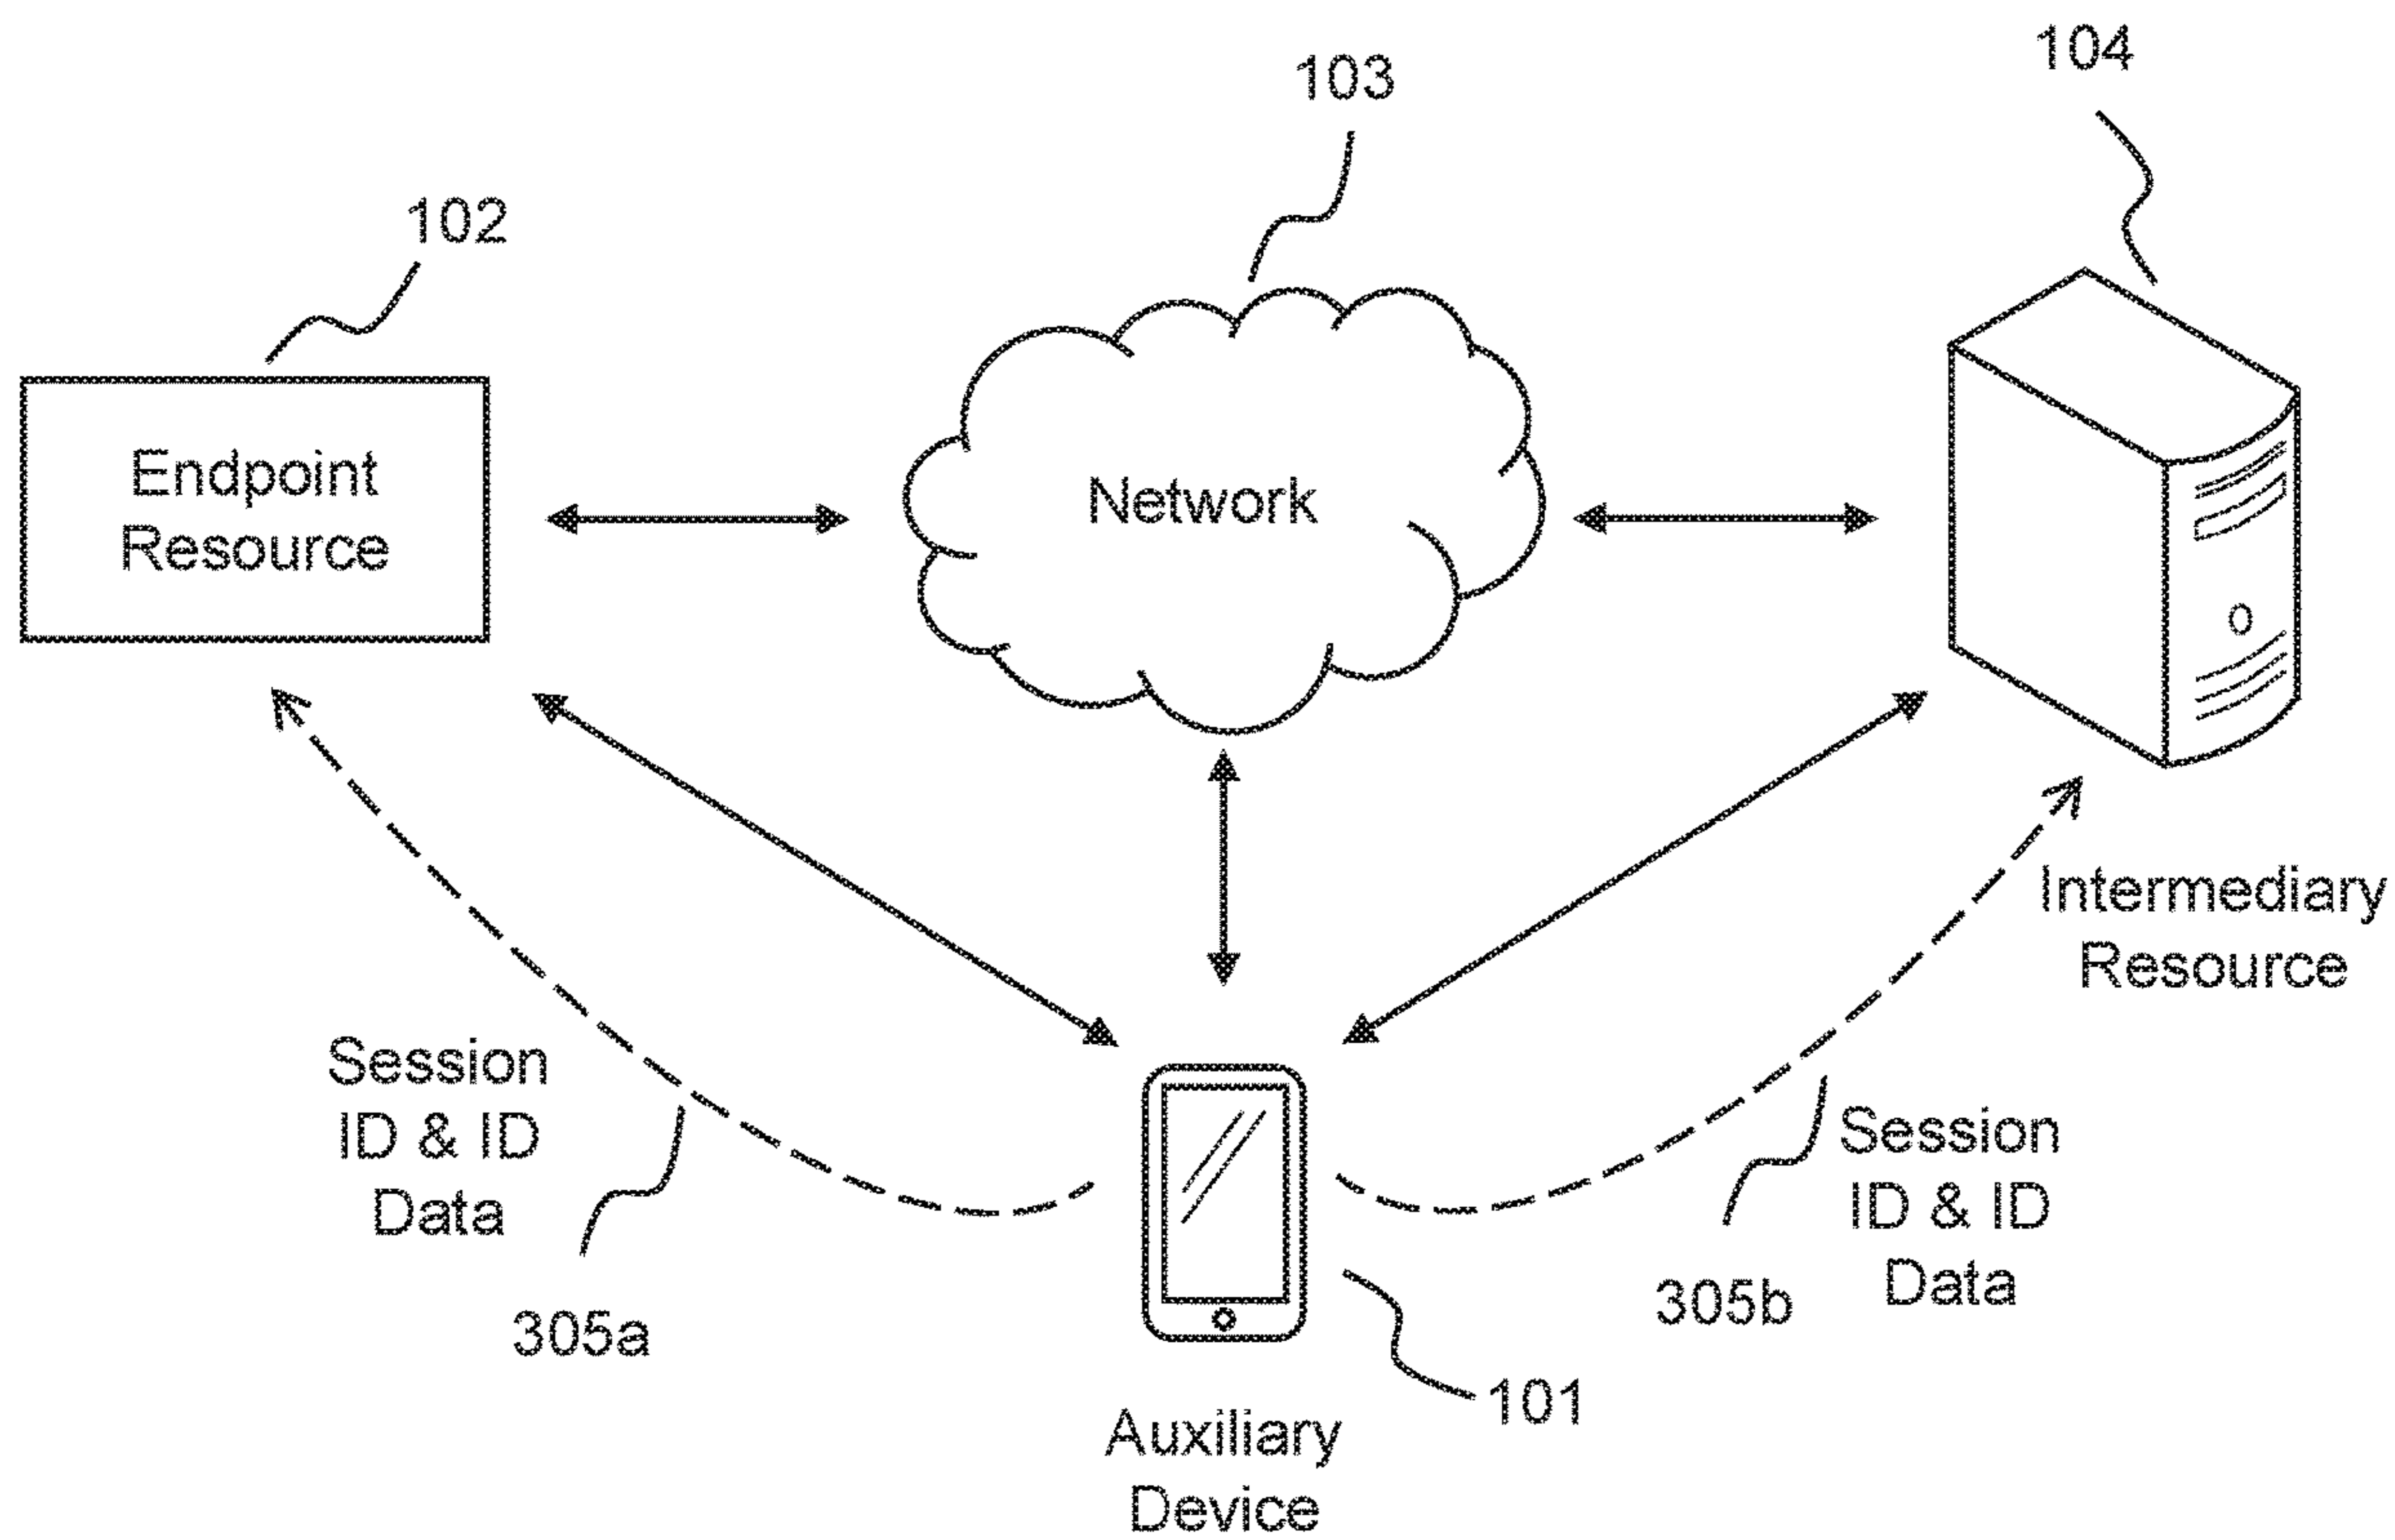 104
103
102
Endpoint
Resource
Network
Intermediary
Resource
Session
ID & ID
Data
305a
Session
ID & ID
Data
305b
101
Auxiliary
Device